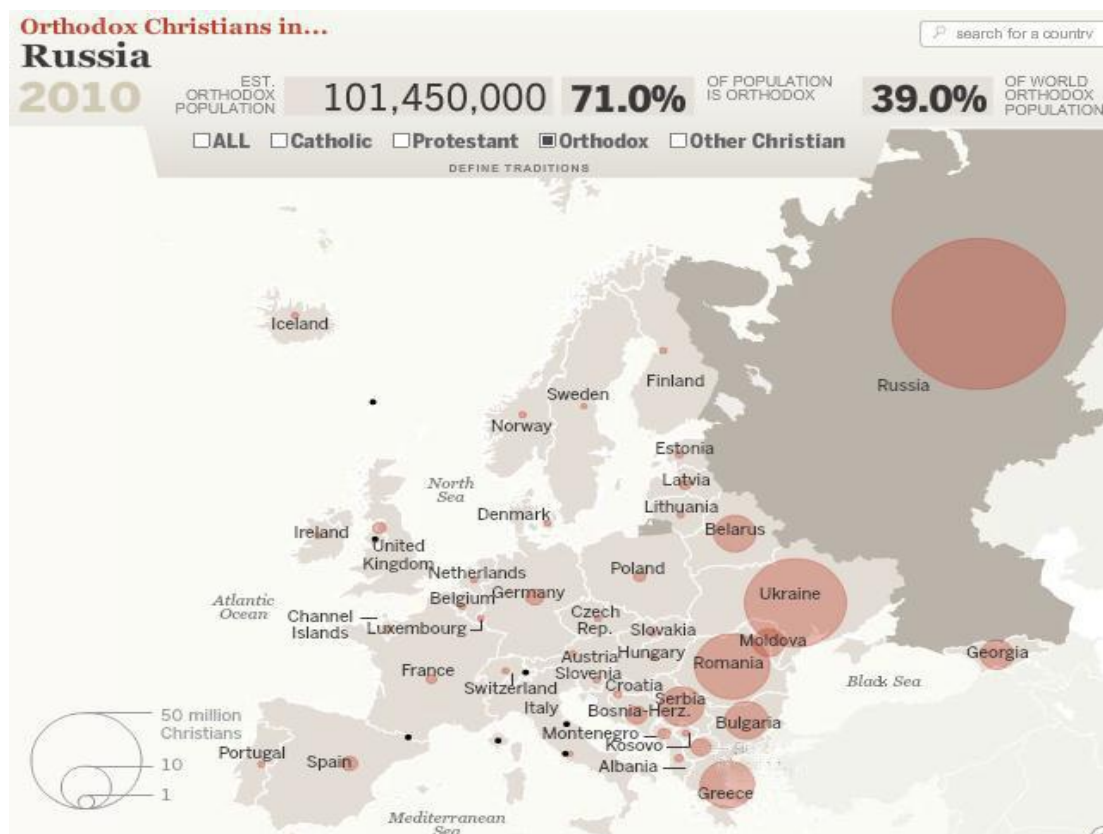 Orthodox Christians in...
Russia
search for a country
2010
EST.
ORTHODOX
POPULATION
101,450,000
71.0%
OF POPULATION
IS ORTHODOX
39.0%
OF WORLD
ORTHODOX
POPULATION
ALL Catholic Protestant Orthodox Other Christian
DEFINE TRADITIONS
Iceland
Finland
Russia
Sweden
Norway
Estonia
North
Sea
Latvia
Lithuania
Denmark
Belarus
Ireland
United
Kingdom
Netherlands
Poland
Germany
Ukraine
Belgium
Atlantic
Ocean
Channel
Islands
Luxembourg
Czech
Rep.
Slovakia
Moldova
Georgia
Austria
Hungary
Romania
France
Slovenia
Black Sea
Switzerland
Croatia
Italy
Serbia
Bosnia-Herz.
50 million
Christians
Bulgaria
Montenegro
Kosovo
Portugal
Spain
10
Albania
1
Greece
Mediterranean
Sea